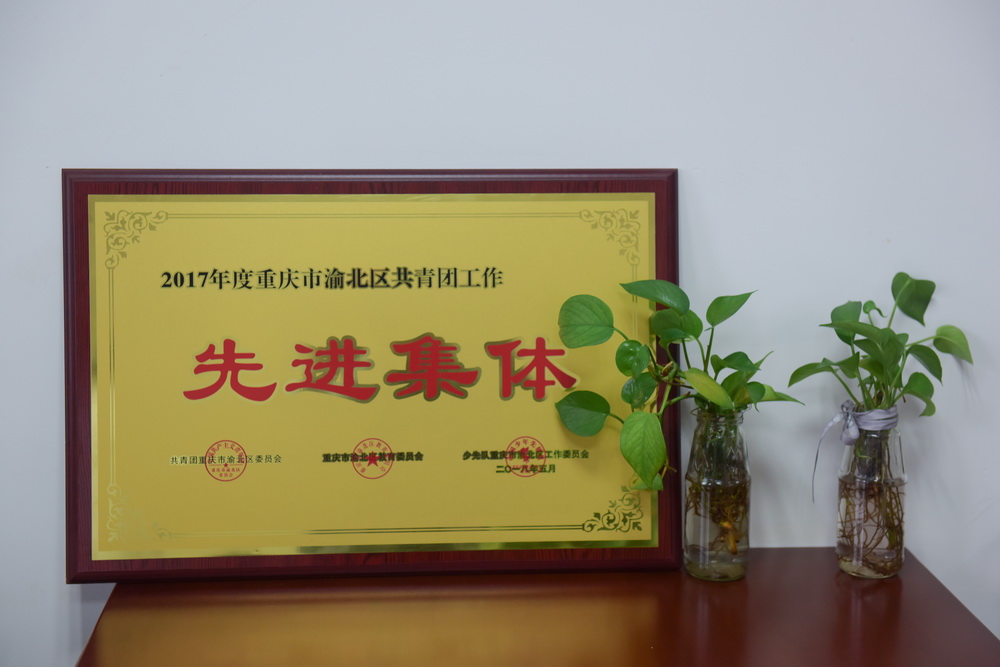 2017年度重庆市渝北区共青团工作
先进集体
共青团重庆市渝北区委员会
重庆市渝北区教育委员会
少先队重庆市渝北区工作委员会
二〇一八年五月